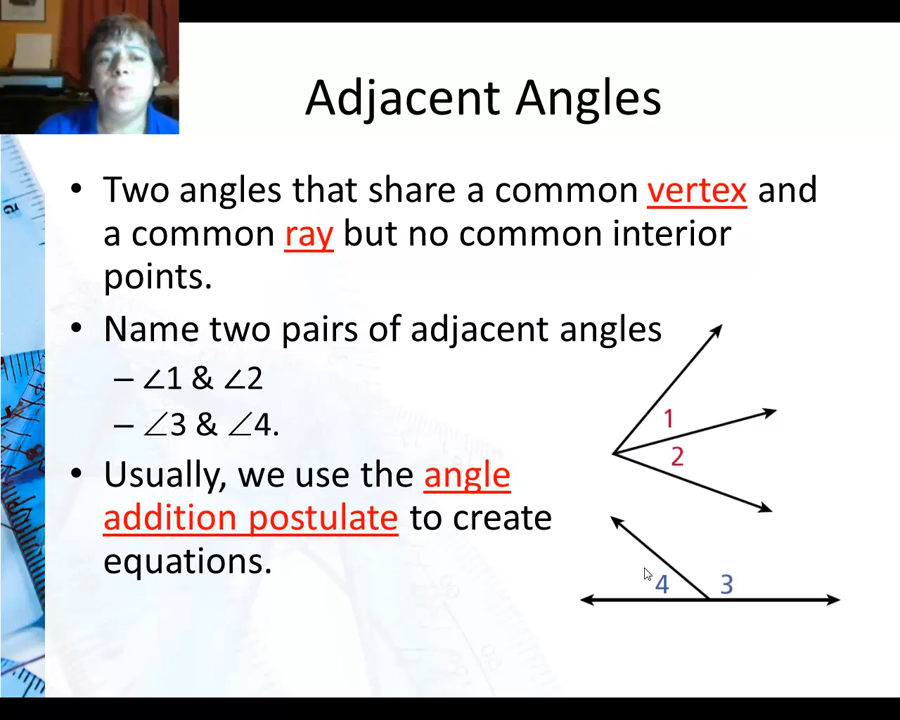 Adjacent Angles
• Two angles that share a common vertex and
a common ray but no common interior
points.
• Name two pairs of adjacent angles
– ∠1 & ∠2
– ∠3 & ∠4.
• Usually, we use the angle
addition postulate to create
equations.
1
2
4 3